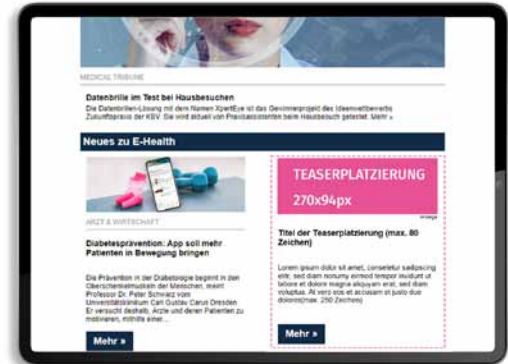 MEDICAL TRIBUNE
Datenbrille im Test bei Hausbesuchen
Die Datenbrillen-Lösung mit dem Namen XpertEye ist das Gewinnerprojekt des Ideenwettbewerbs
Zukunftspraxis der KBV. Sie wird aktuell von Praxisassistenten beim Hausbesuch getestet. Mehr »
Neues zu E-Health
ARZT & WIRTSCHAFT
Diabetesprävention: App soll mehr
Patienten in Bewegung bringen
Die Prävention in der Diabetologie beginnt in den
Oberschenkelmuskeln der Menschen, meint
Professor Dr. Peter Schwarz vom
Universitätsklinikum Carl Gustav Carus Dresden.
Er versucht deshalb, Ärzte und deren Patienten zu
motivieren, mithilfe einer...
Mehr »
TEASERPLATZIERUNG
270x94px
Anzeige
Titel der Teaserplatzierung (max. 80
Zeichen)
Lorem ipsum dolor sit amet, consetetur sadipscing
elitr, sed diam nonumy eirmod tempor invidunt ut
labore et dolore magna aliquyam erat, sed diam
voluptua. At vero eos et accusam et justo duo
dolores(max. 250 Zeichen)
Mehr »